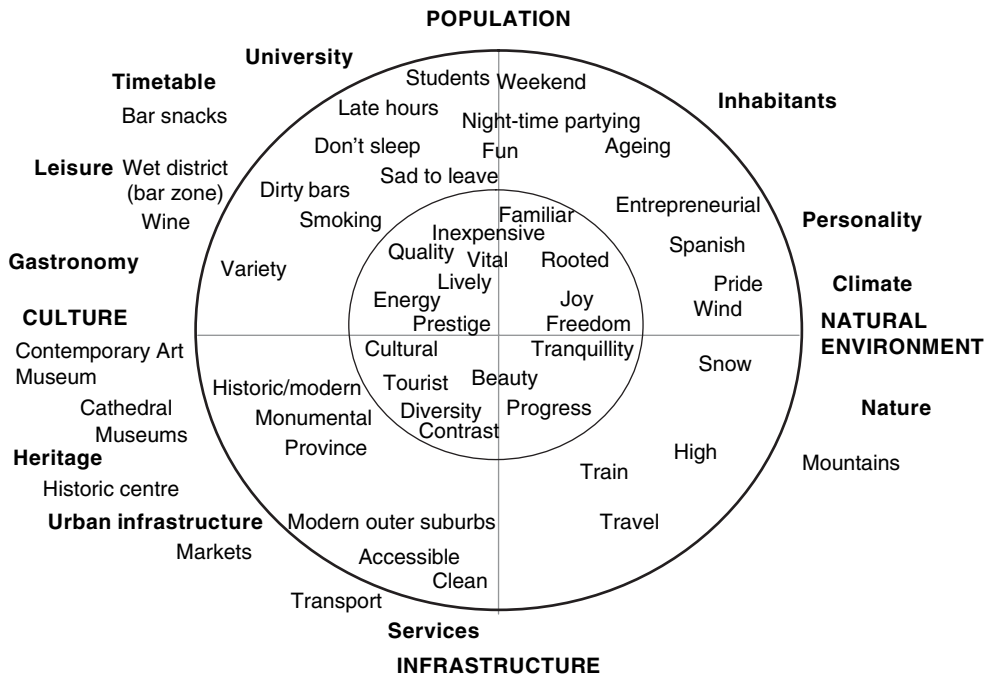 POPULATION
University
Students
Weekend
Timetable
Inhabitants
Bar snacks
Late hours
Night-time partying
Don't sleep
Fun
Ageing
Leisure
Wet district
(bar zone)
Sad to leave
Dirty bars
Wine
Smoking
Familiar
Entrepreneurial
Personality
Inexpensive
Quality
Vital
Rooted
Spanish
Gastronomy
Variety
Lively
Energy
Joy
Pride
Climate
Wind
CULTURE
Prestige
Freedom
NATURAL
ENVIRONMENT
Contemporary Art
Museum
Cultural
Tranquillity
Snow
Historic/modern
Tourist
Beauty
Cathedral
Museums
Monumental
Diversity
Progress
Nature
Contrast
Province
Heritage
High
Mountains
Train
Historic centre
Urban infrastructure
Modern outer suburbs
Travel
Markets
Accessible
Clean
Transport
Services
INFRASTRUCTURE